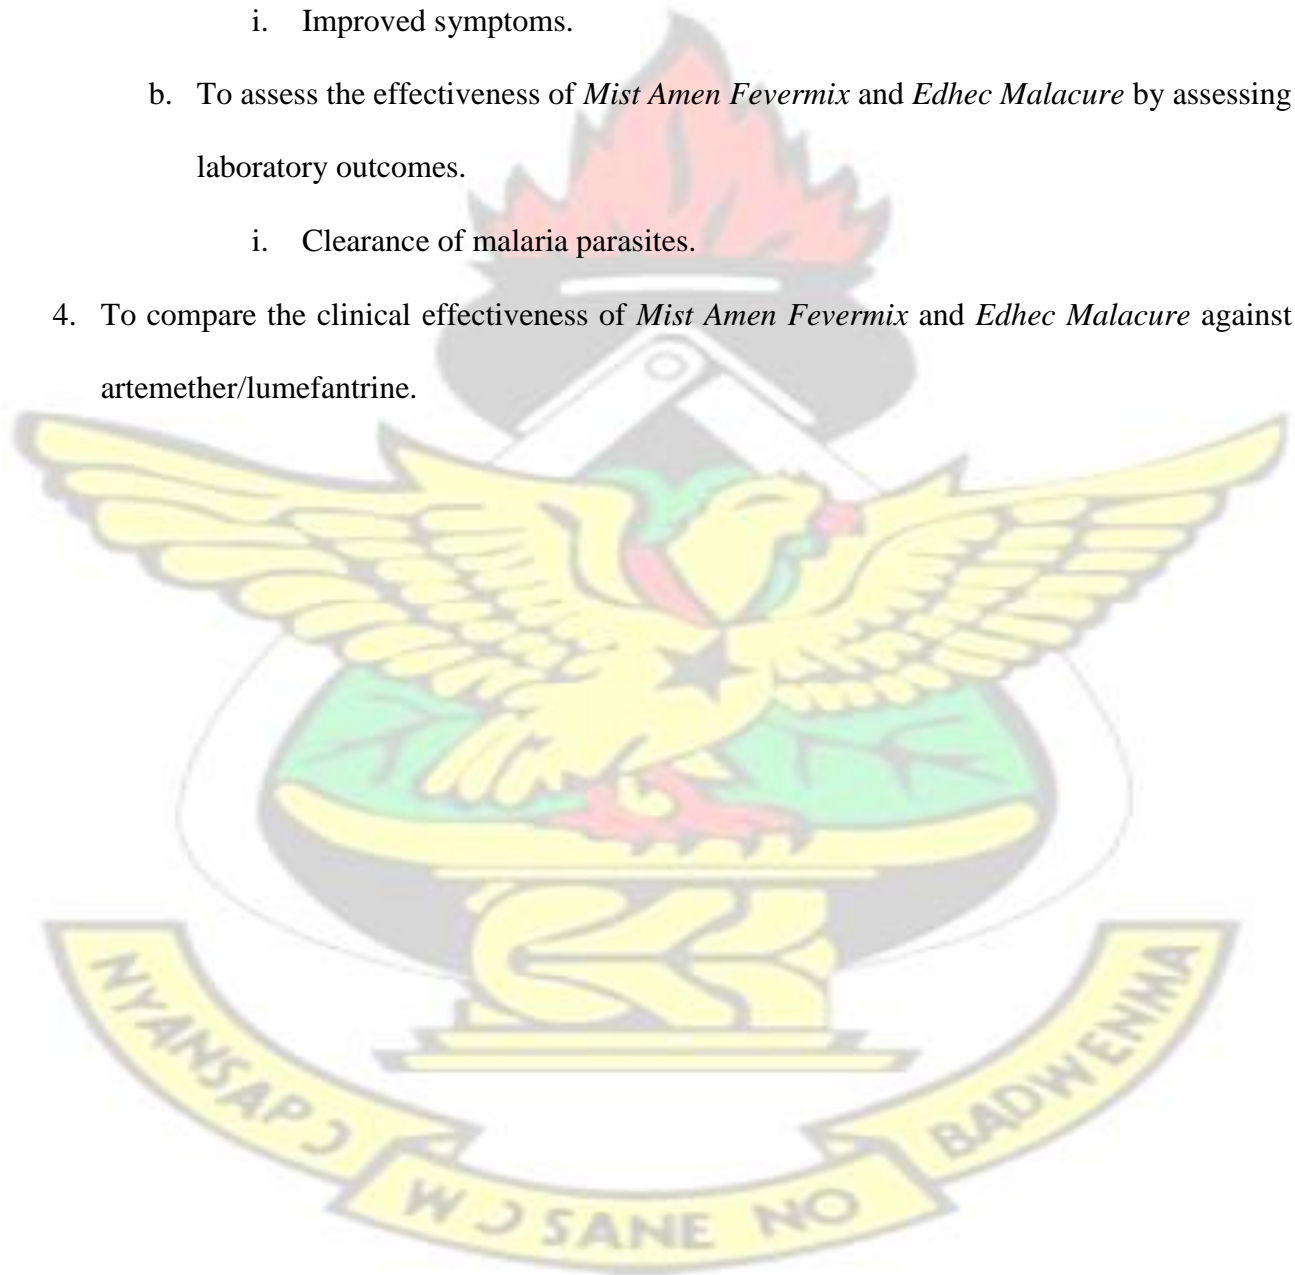 i. Improved symptoms.
b. To assess the effectiveness of Mist Amen Fevermix and Edhec Malacure by assessing
laboratory outcomes.
i. Clearance of malaria parasites.
4. To compare the clinical effectiveness of Mist Amen Fevermix and Edhec Malacure against
artemether/lumefantrine.
NYANSAPƆ
WƆ SANE NO
BADWENMA